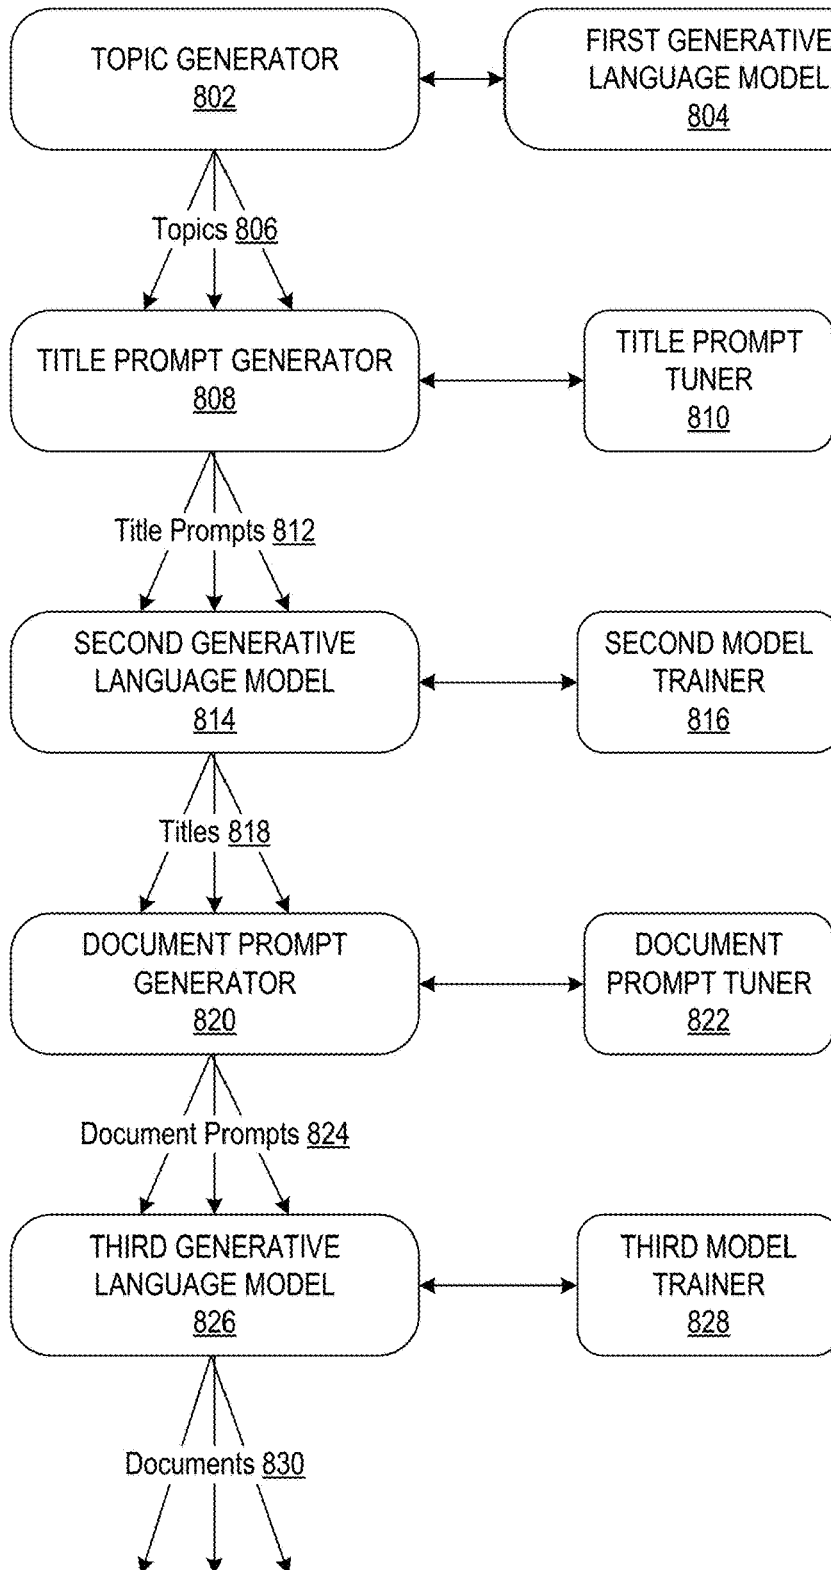 TOPIC GENERATOR
802
FIRST GENERATIVE
LANGUAGE MODEL
804
Topics 806
TITLE PROMPT GENERATOR
808
TITLE PROMPT
TUNER
810
Title Prompts 812
SECOND GENERATIVE
LANGUAGE MODEL
814
SECOND MODEL
TRAINER
816
Titles 818
DOCUMENT PROMPT
GENERATOR
820
DOCUMENT
PROMPT TUNER
822
Document Prompts 824
THIRD GENERATIVE
LANGUAGE MODEL
826
THIRD MODEL
TRAINER
828
Documents 830